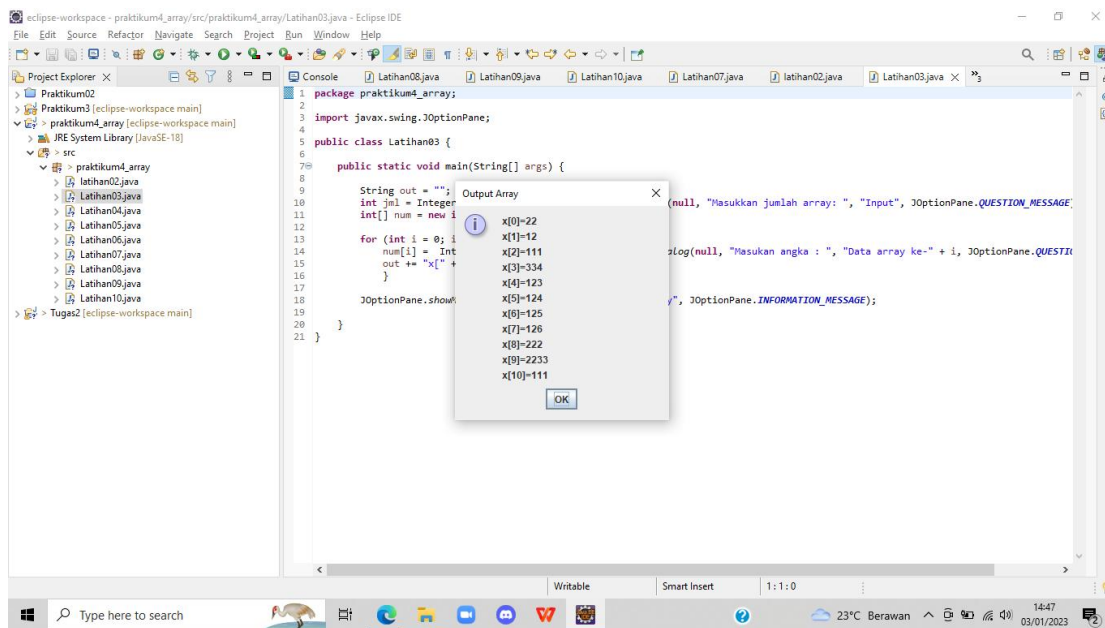 eclipse-workspace - praktikum4_array/src/praktikum4_array/Latihan03.java - Eclipse IDE
File Edit Source Refactor Navigate Search Project Run Window Help
Project Explorer
Console Latihan08.java Latihan09.java Latihan10.java Latihan07.java latihan02.java Latihan03.java »3
Praktikum02
Praktikum3 [eclipse-workspace main]
> praktikum4_array [eclipse-workspace main]
JRE System Library [JavaSE-18]
> src
> praktikum4_array
> latihan02.java
> Latihan03.java
> Latihan04.java
> Latihan05.java
> Latihan06.java
> Latihan07.java
> Latihan08.java
> Latihan09.java
> Latihan10.java
> Tugas2 [eclipse-workspace main]
1 package praktikum4_array;
2
3 import javax.swing.JOptionPane;
4
5 public class Latihan03 {
6
7 public static void main(String[] args) {
8
9 String out = "";
10 int jml = Integer (null, "Masukkan jumlah array: ", "Input", JOptionPane.QUESTION_MESSAGE
11 int[] num = new i
12
13 for (int i = 0; i
14 num[i] = Int alog(null, "Masukan angka : ", "Data array ke-" + i, JOptionPane.QUESTI
15 out += "x[" +
16 }
17
18 JOptionPane.show y", JOptionPane.INFORMATION_MESSAGE);
19
20 }
21 }
Output Array
x[0]=22
x[1]=12
x[2]=111
x[3]=334
x[4]=123
x[5]=124
x[6]=125
x[7]=126
x[8]=222
x[9]=2233
x[10]=111
OK
Writable Smart Insert 1 : 1 : 0
Type here to search
23°C Berawan
14:47
03/01/2023
2